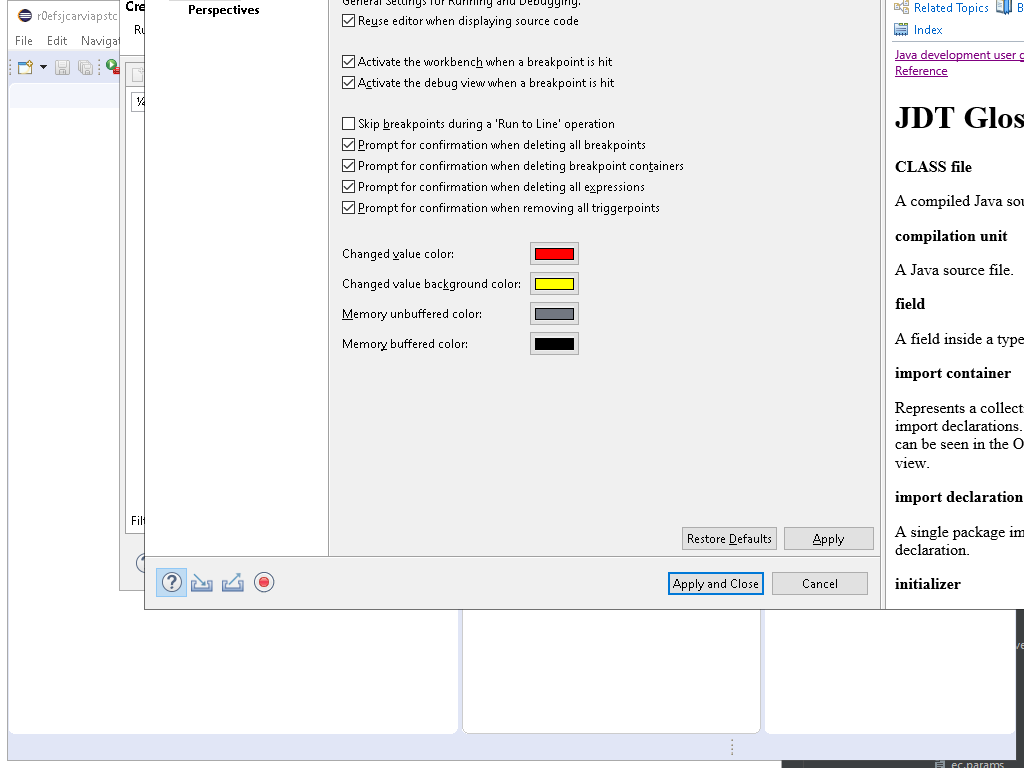 r0efsjcarviapstc
File Edit Navigat
Cre
Ru
Filt
Perspectives
General Settings for Running and Debugging.
Reuse editor when displaying source code
Activate the workbench when a breakpoint is hit
Activate the debug view when a breakpoint is hit
Skip breakpoints during a 'Run to Line' operation
Prompt for confirmation when deleting all breakpoints
Prompt for confirmation when deleting breakpoint containers
Prompt for confirmation when deleting all expressions
Prompt for confirmation when removing all triggerpoints
Changed value color:
Changed value background color:
Memory unbuffered color:
Memory buffered color:
Restore Defaults Apply
Apply and Close Cancel
Related Topics B
Index
Java development user g
Reference
JDT Glos
CLASS file
A compiled Java sou
compilation unit
A Java source file.
field
A field inside a type
import container
Represents a collecti
import declarations.
can be seen in the O
view.
import declaration
A single package im
declaration.
initializer
ve
ec.params